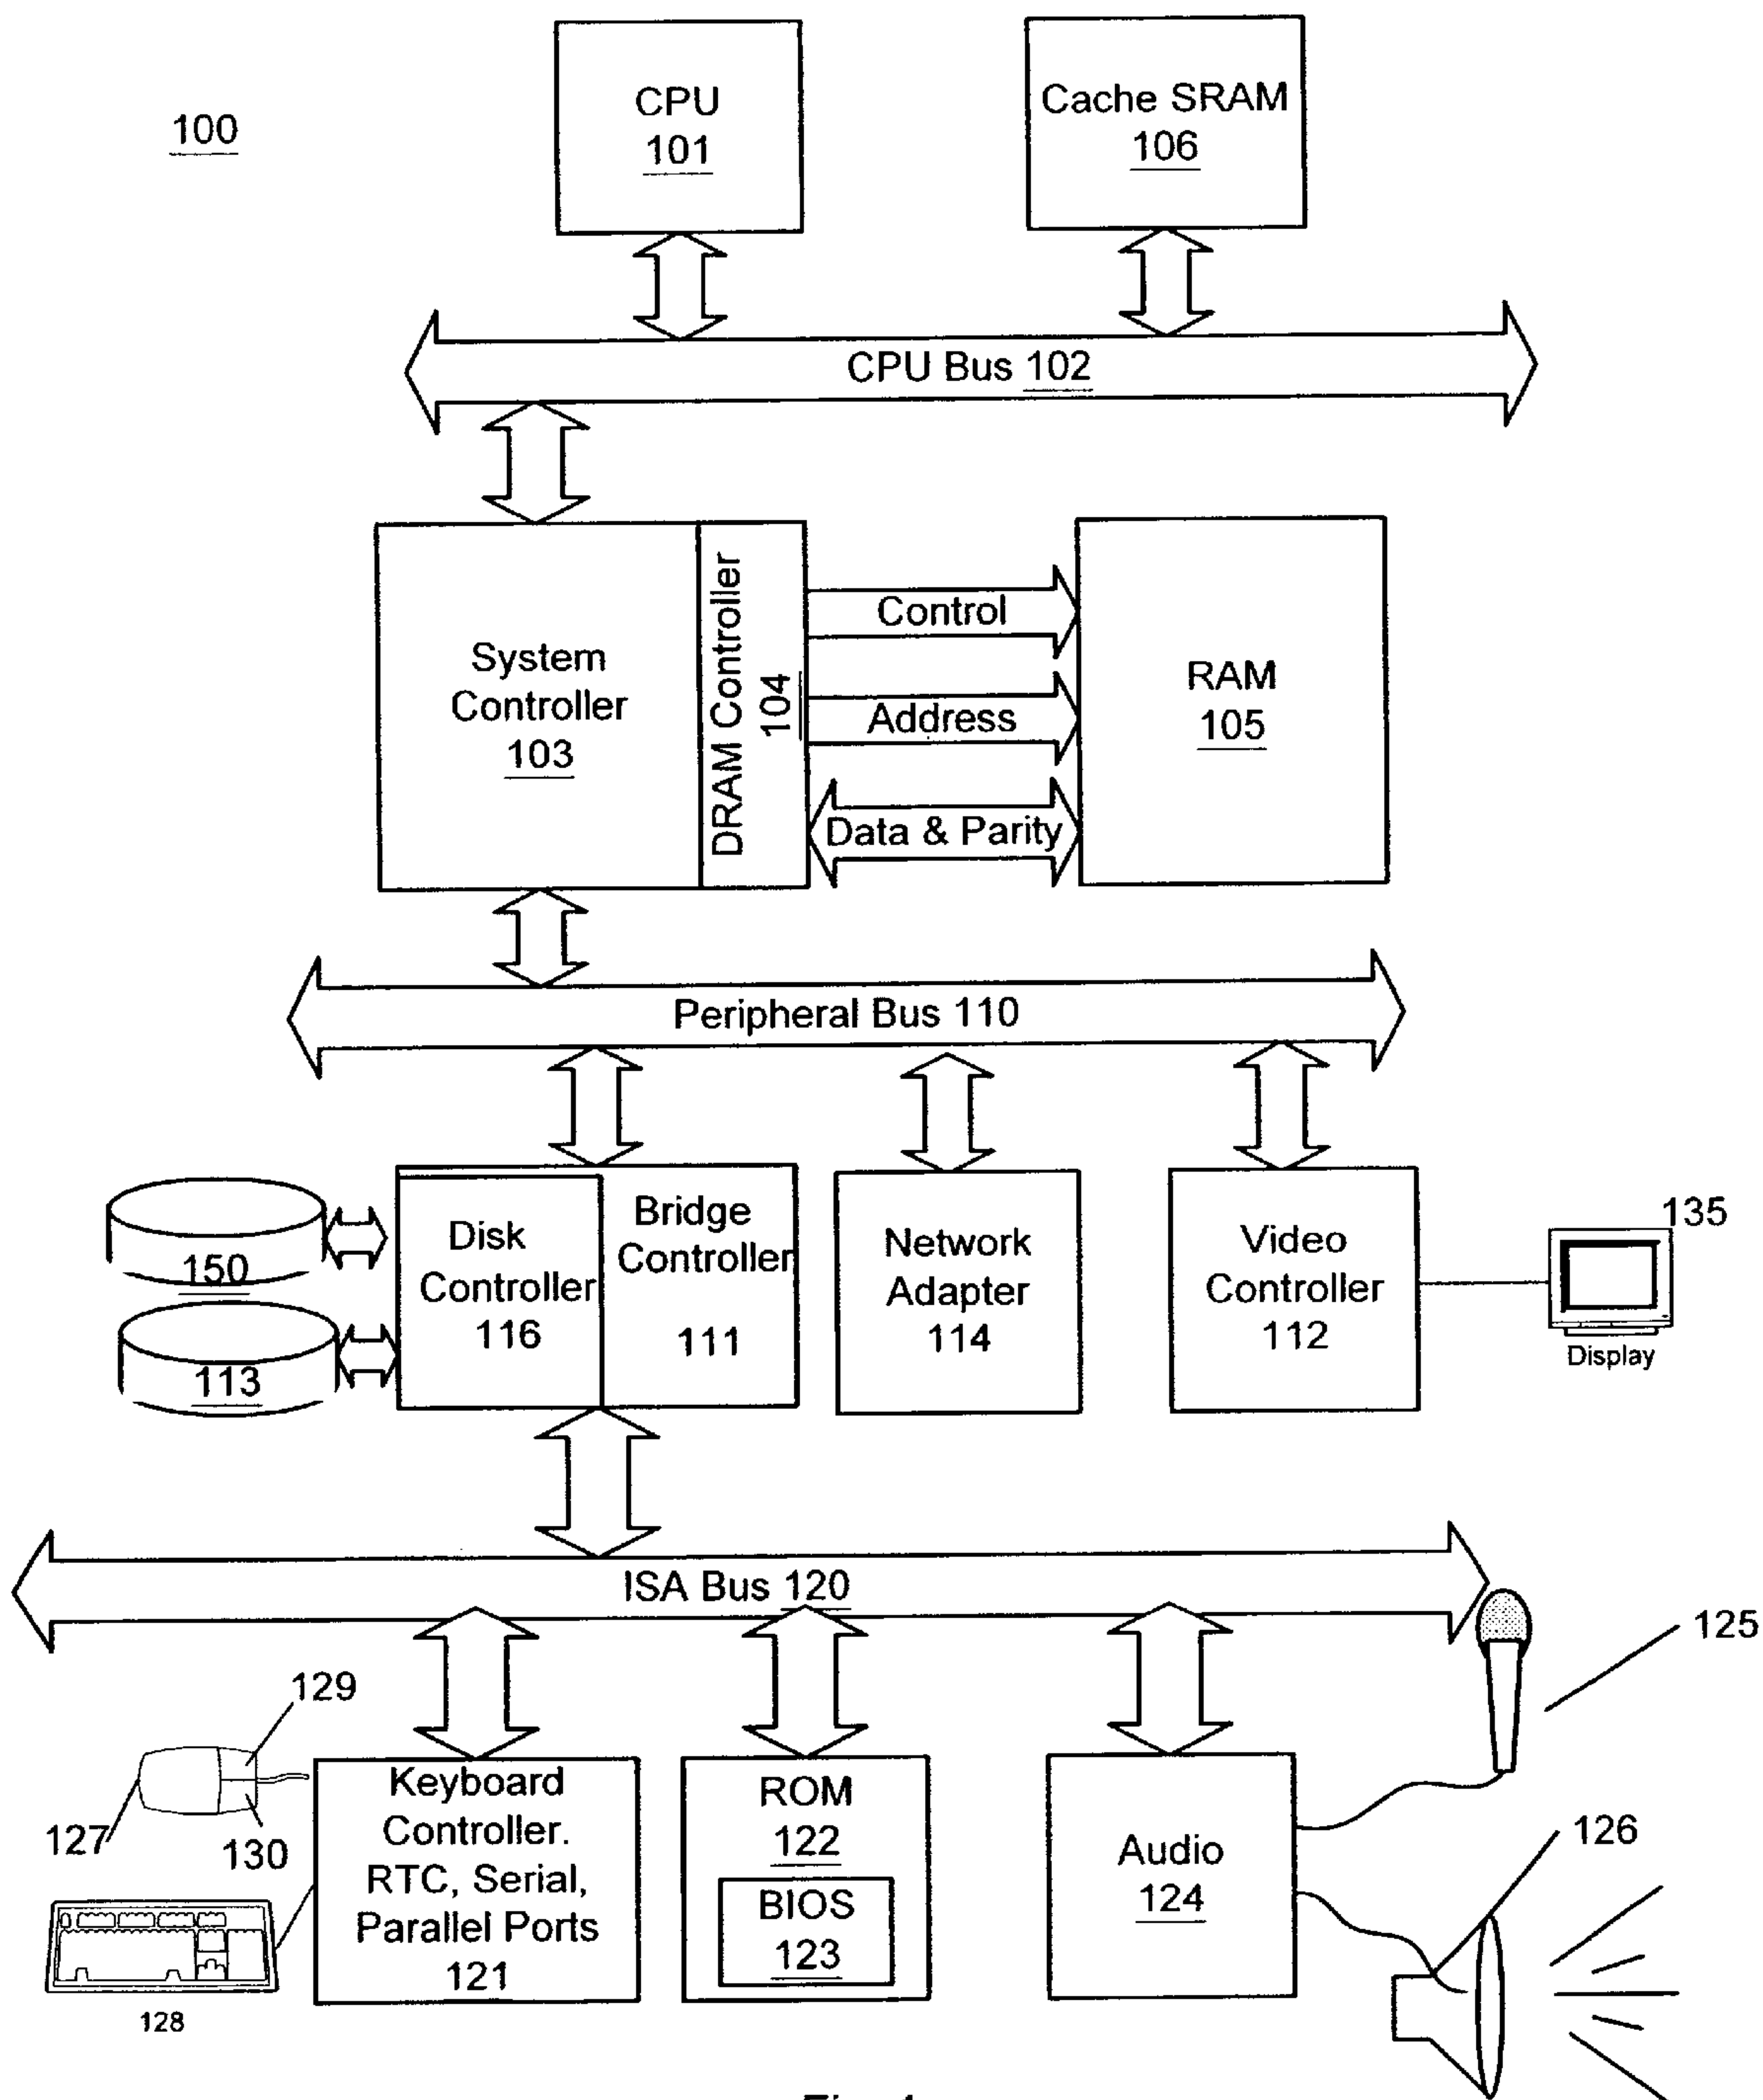 100
CPU
101
Cache SRAM
106
CPU Bus 102
System
Controller
103
DRAM Controller
104
Control
Address
Data & Parity
RAM
105
Peripheral Bus 110
150
113
Disk
Controller
116
Bridge
Controller
111
Network
Adapter
114
Video
Controller
112
135
Display
ISA Bus 120
125
129
127
130
128
Keyboard
Controller.
RTC, Serial,
Parallel Ports
121
ROM
122
BIOS
123
Audio
124
126